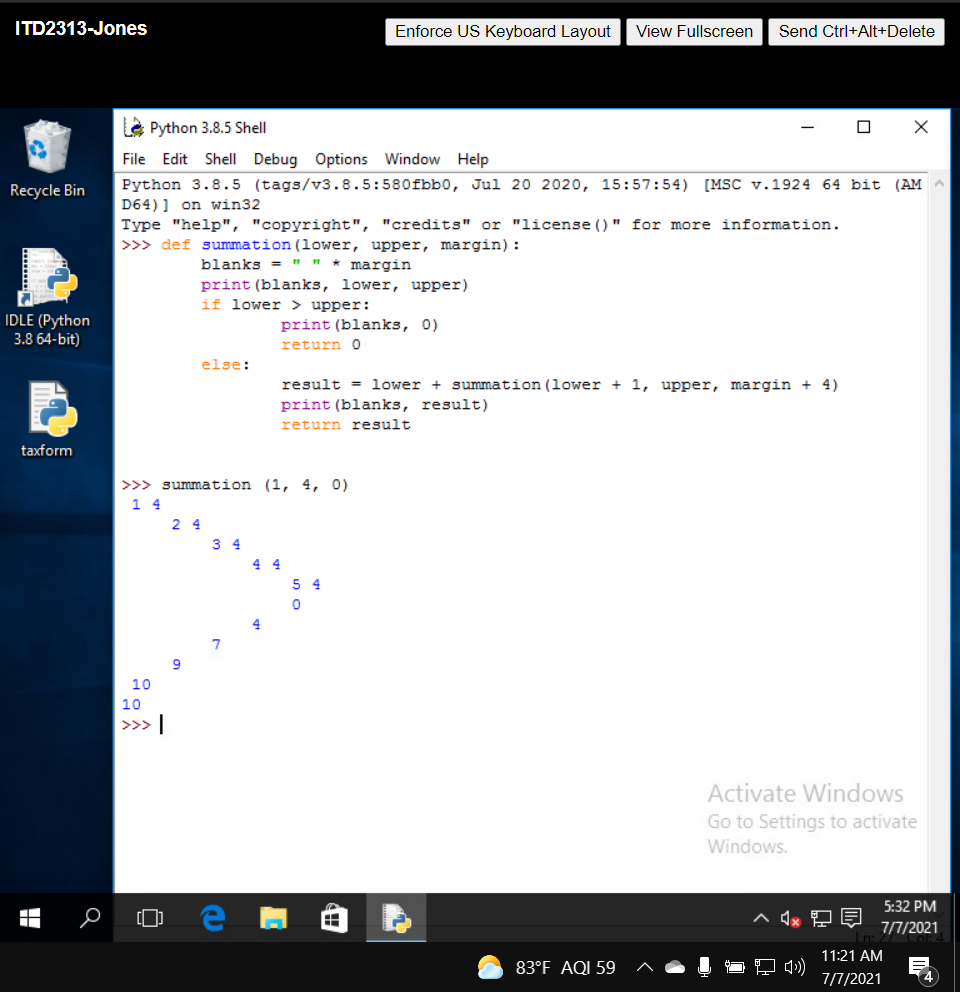 ITD2313-Jones
Enforce US Keyboard Layout
View Fullscreen
Send Ctrl+Alt+Delete
Recycle Bin
IDLE (Python
3.8 64-bit)
taxform
Python 3.8.5 Shell
File Edit Shell Debug Options Window Help
Python 3.8.5 (tags/v3.8.5:580fbb0, Jul 20 2020, 15:57:54) [MSC v.1924 64 bit (AM
D64)] on win32
Type "help", "copyright", "credits" or "license()" for more information.
>>> def summation(lower, upper, margin):
        blanks = " " * margin
        print(blanks, lower, upper)
        if lower > upper:
                print(blanks, 0)
                return 0
        else:
                result = lower + summation(lower + 1, upper, margin + 4)
                print(blanks, result)
                return result
>>> summation (1, 4, 0)
 1 4
     2 4
         3 4
             4 4
                 5 4
                 0
             4
         7
     9
 10
10
>>>
Activate Windows
Go to Settings to activate
Windows.
5:32 PM
7/7/2021
Ln: 27 Col: 4
83°F AQI 59
11:21 AM
7/7/2021
4